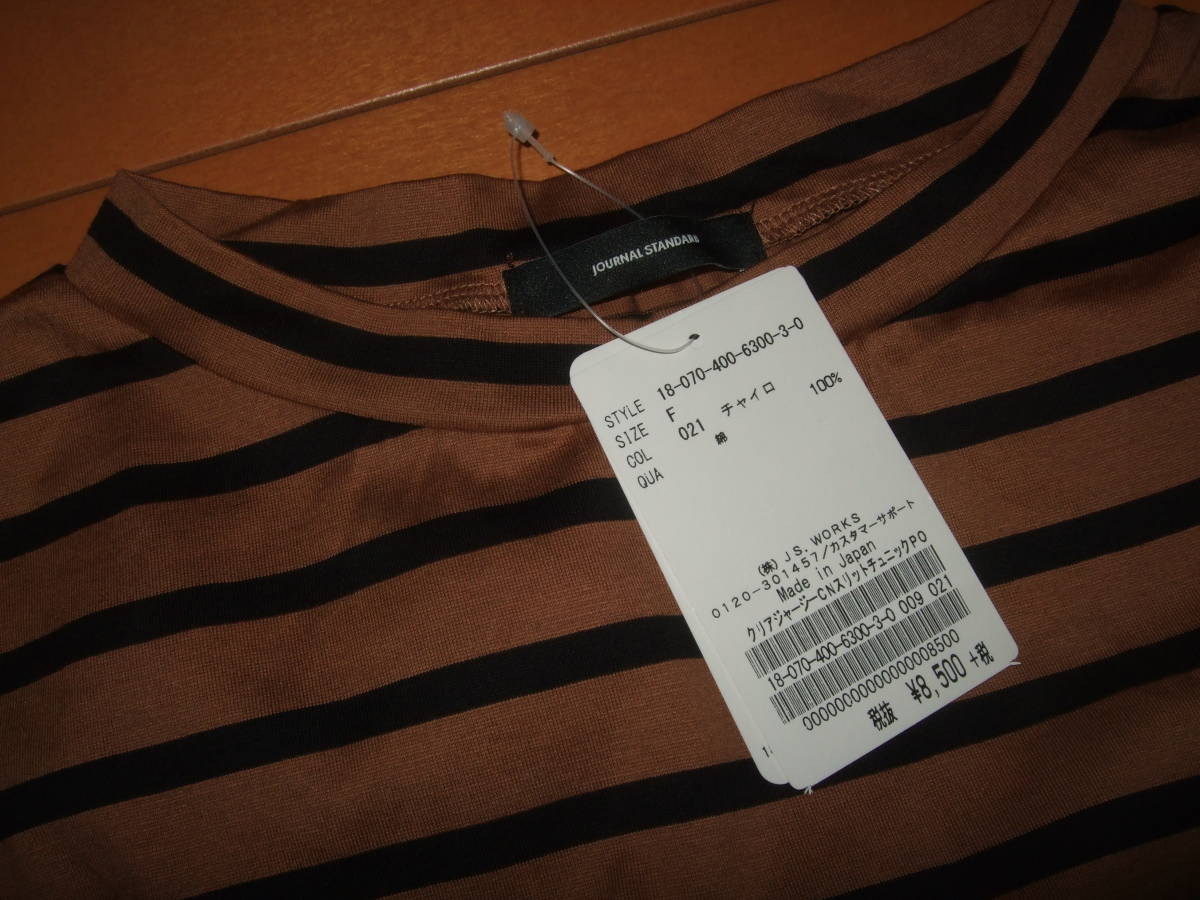 JOURNAL STANDARD
STYLE 18-070-400-6300-3-0
SIZE F
COL 021 チャイロ
QUA 綿 100%
(株) J S. WORKS
0120-301457/カスタマーサポート
Made in Japan
クリアジャージーCNスリットチュニックPO
18-070-400-6300-3-0 009 021
0000000000000008500
税抜 ¥8,500 +税